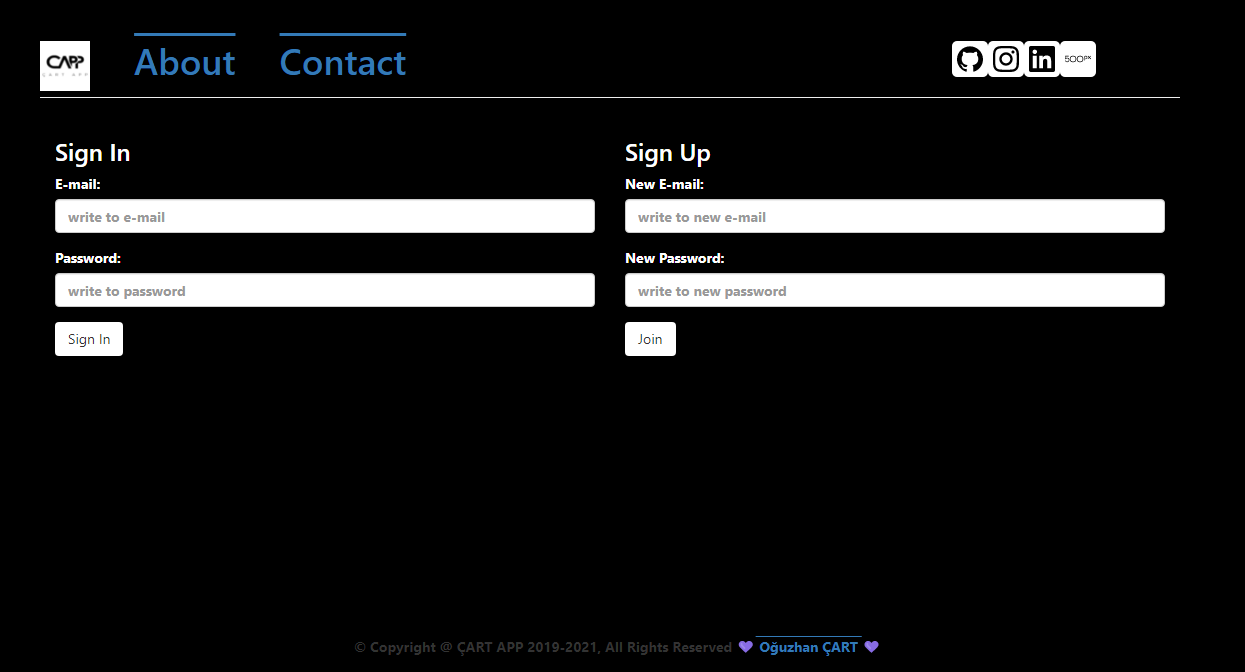 CAPP
ÇART APP
About
Contact
500px
Sign In
E-mail:
write to e-mail
Password:
write to password
Sign In
Sign Up
New E-mail:
write to new e-mail
New Password:
write to new password
Join
© Copyright @ ÇART APP 2019-2021, All Rights Reserved 💜 Oğuzhan ÇART 💜